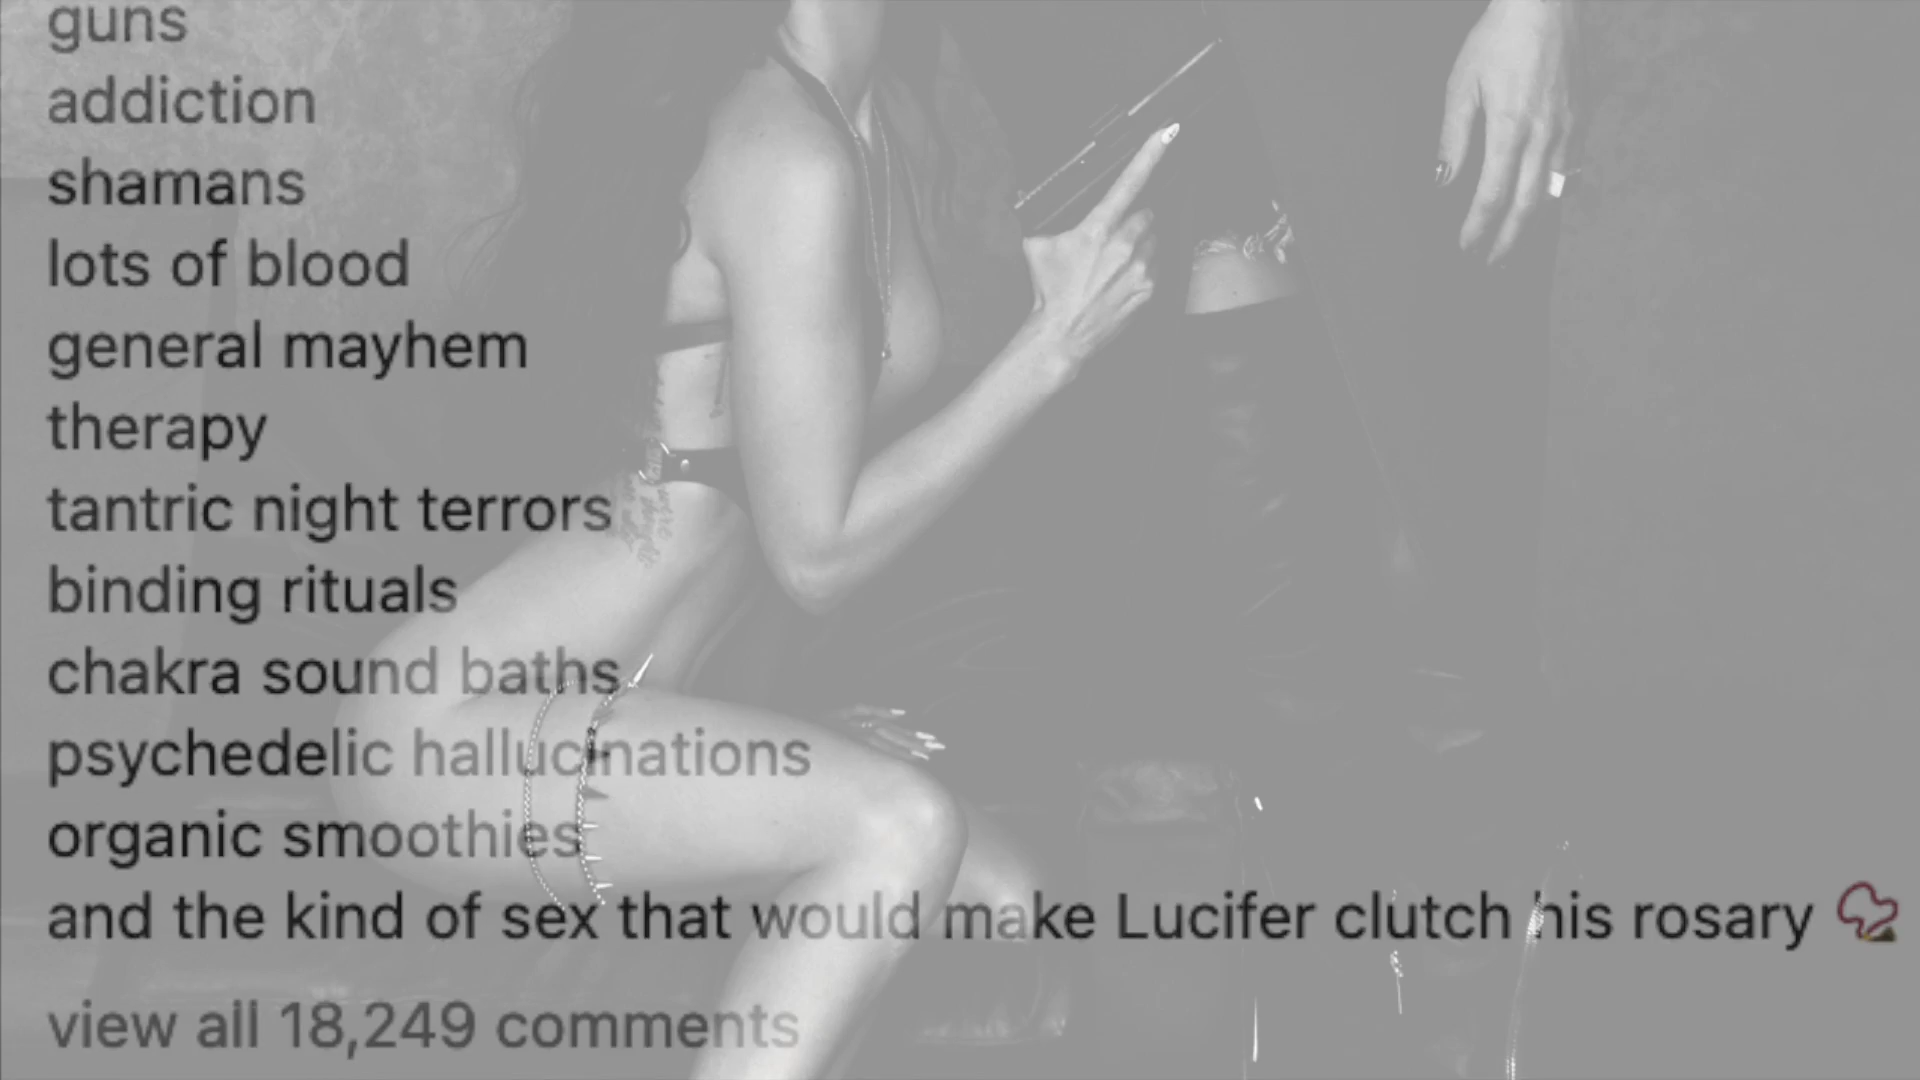 guns
addiction
shamans
lots of blood
general mayhem
therapy
tantric night terrors
binding rituals
chakra sound baths
psychedelic hallucinations
organic smoothies
and the kind of sex that would make Lucifer clutch his rosary 📿
view all 18,249 comments